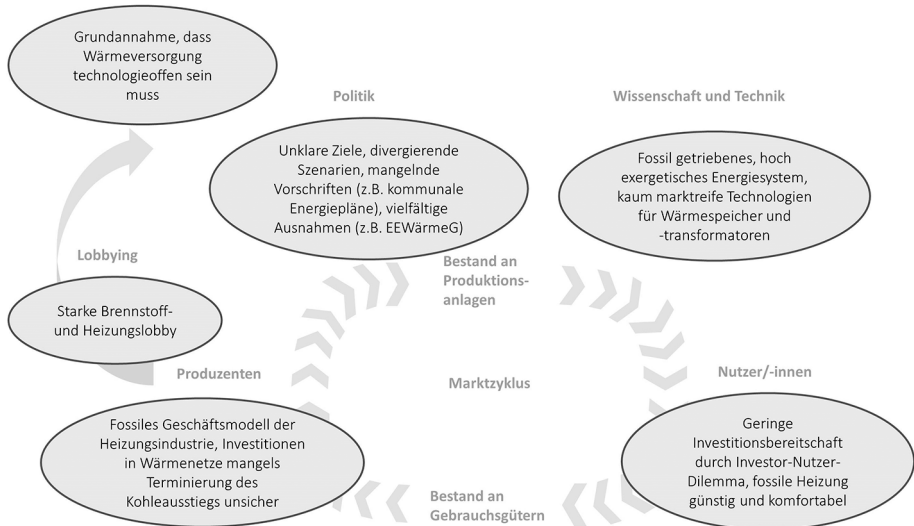 Grundannahme, dass
Wärmeversorgung
technologieoffen sein
muss
Politik
Wissenschaft und Technik
Unklare Ziele, divergierende
Szenarien, mangelnde
Vorschriften (z.B. kommunale
Energiepläne), vielfältige
Ausnahmen (z.B. EEWärmeG)
Fossil getriebenes, hoch
exergetisches Energiesystem,
kaum marktreife Technologien
für Wärmespeicher und
-transformatoren
Lobbying
Bestand an
Produktions-
anlagen
Starke Brennstoff-
und Heizungslobby
Produzenten
Marktzyklus
Nutzer/-innen
Fossiles Geschäftsmodell der
Heizungsindustrie, Investitionen
in Wärmenetze mangels
Terminierung des
Kohleausstiegs unsicher
Geringe
Investitionsbereitschaft
durch Investor-Nutzer-
Dilemma, fossile Heizung
günstig und komfortabel
Bestand an
Gebrauchsgütern